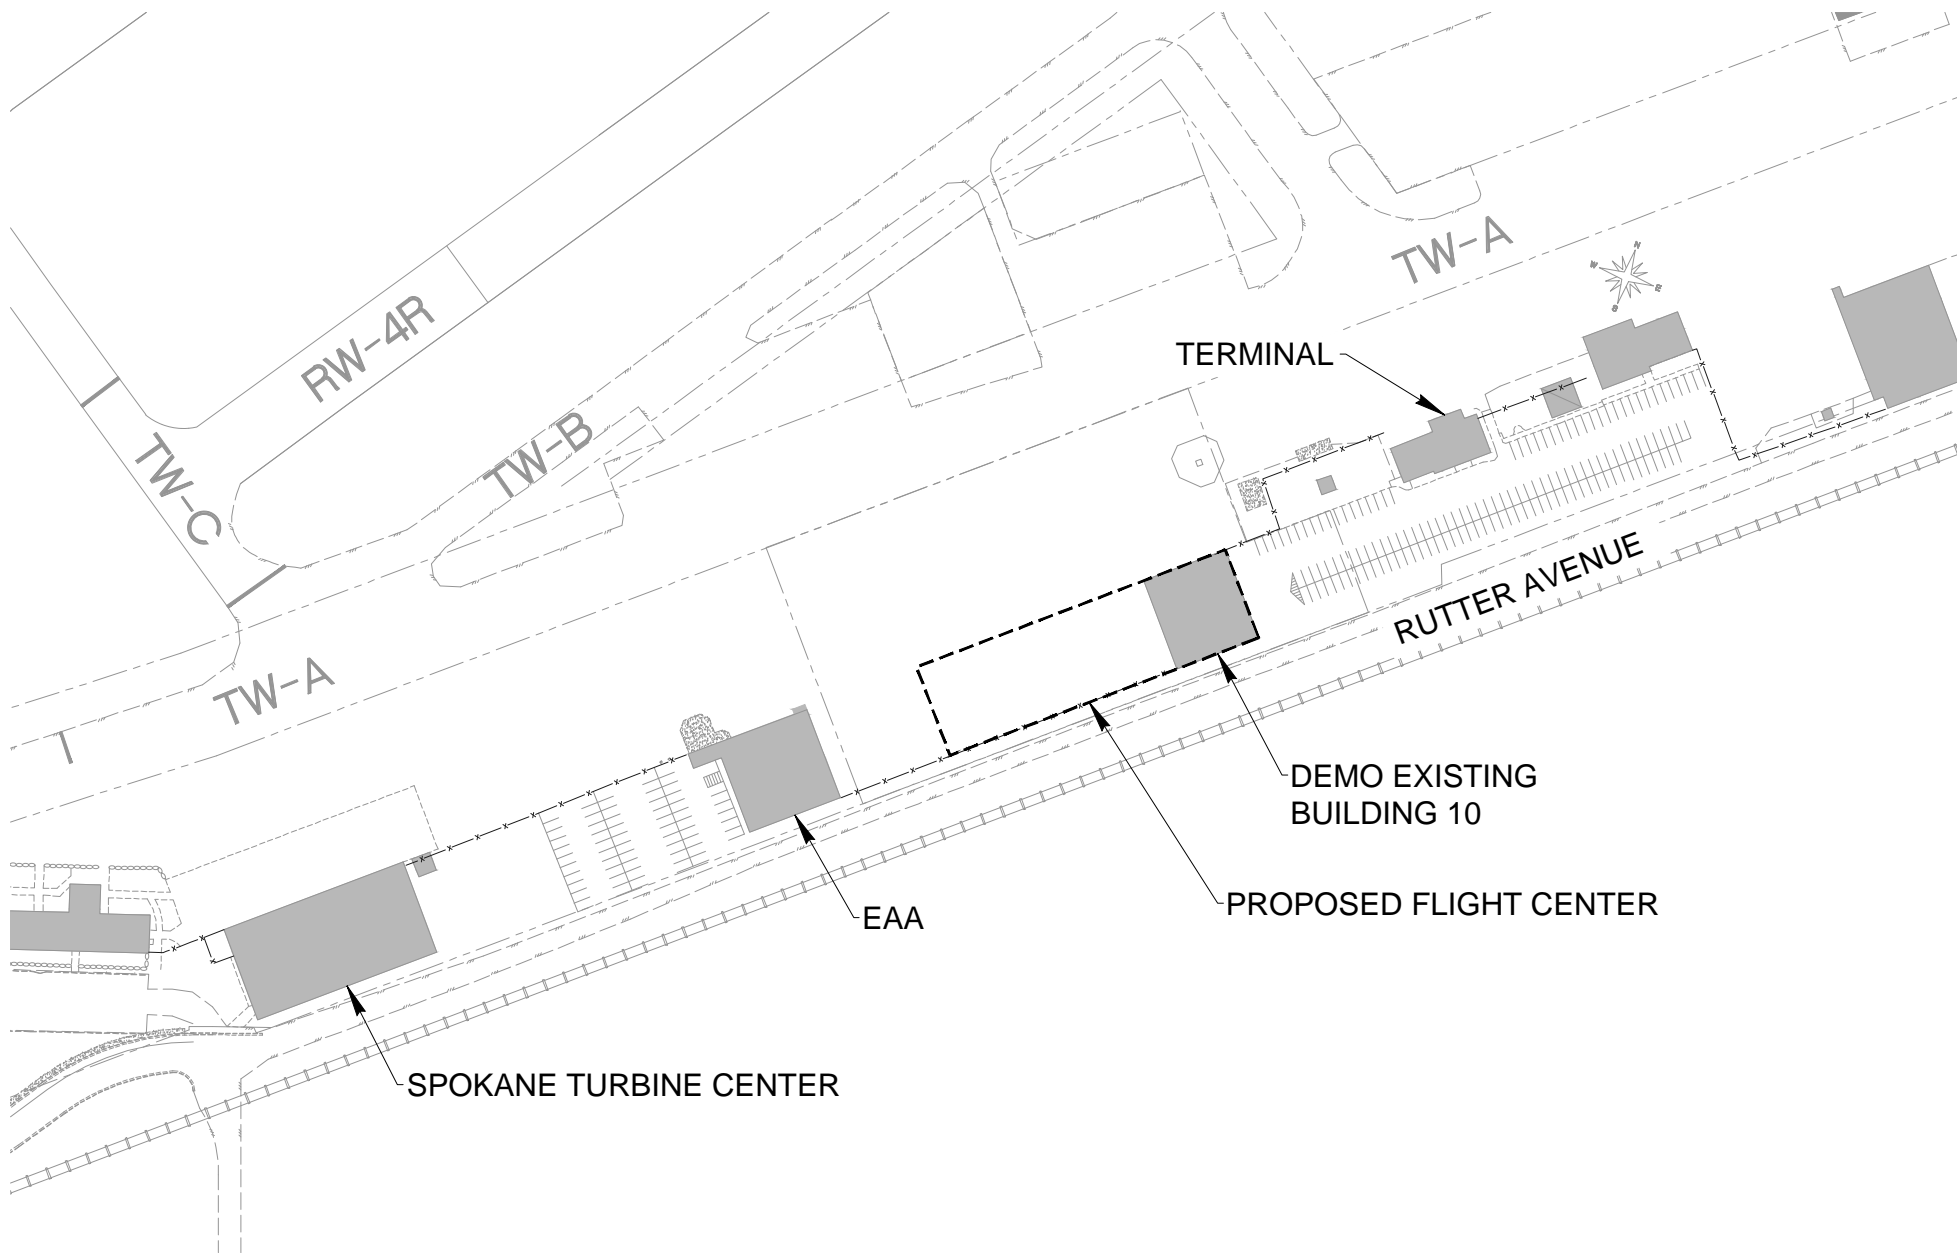 TW-A
RW-4R
TERMINAL
TW-B
TW-C
RUTTER AVENUE
TW-A
DEMO EXISTING
BUILDING 10
PROPOSED FLIGHT CENTER
EAA
SPOKANE TURBINE CENTER